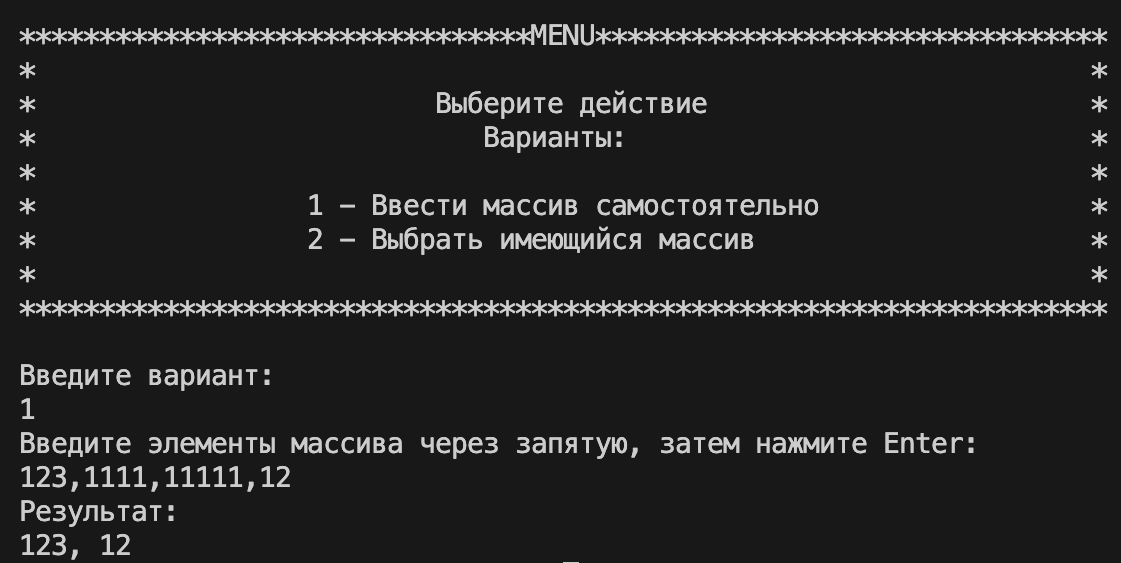 ********************************MENU********************************
* *
* Выберите действие *
* Варианты: *
* *
* 1 - Ввести массив самостоятельно *
* 2 - Выбрать имеющийся массив *
* *
********************************************************************
Введите вариант:
1
Введите элементы массива через запятую, затем нажмите Enter:
123,1111,11111,12
Результат:
123, 12